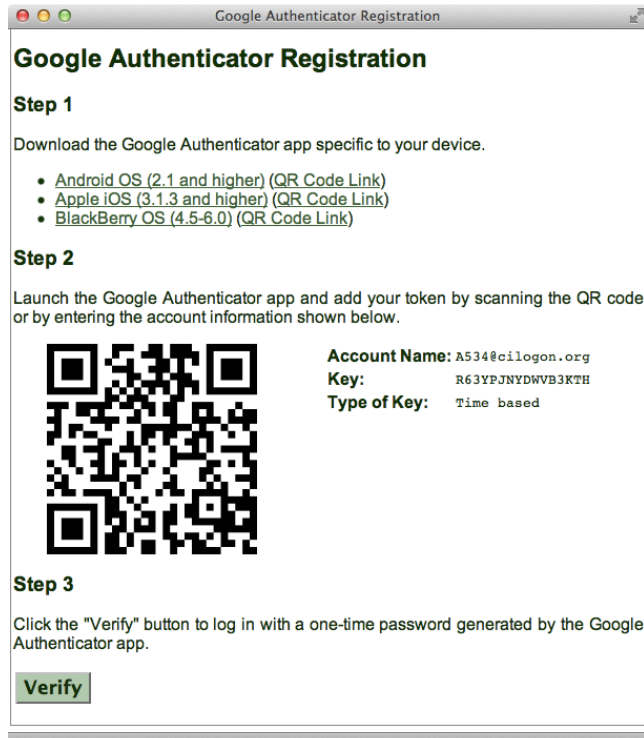 Google Authenticator Registration
Google Authenticator Registration
Step 1
Download the Google Authenticator app specific to your device.
• Android OS (2.1 and higher) (QR Code Link)
• Apple iOS (3.1.3 and higher) (QR Code Link)
• BlackBerry OS (4.5-6.0) (QR Code Link)
Step 2
Launch the Google Authenticator app and add your token by scanning the QR code
or by entering the account information shown below.
Account Name: A534@cilogon.org
Key: R63YPJNYDWVB3KTH
Type of Key: Time based
Step 3
Click the "Verify" button to log in with a one-time password generated by the Google
Authenticator app.
Verify